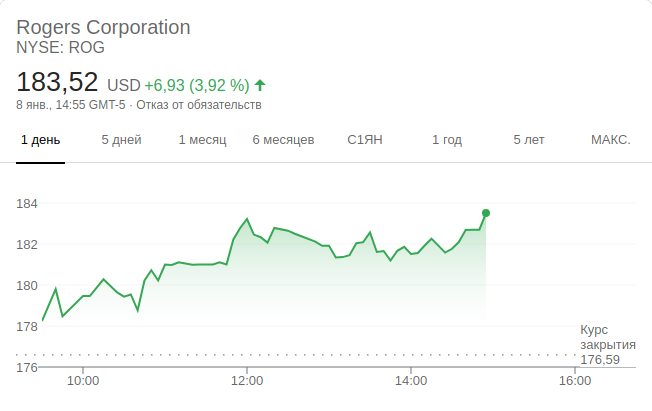 Rogers Corporation
NYSE: ROG
183,52 USD +6,93 (3,92 %)
8 янв., 14:55 GMT-5 · Отказ от обязательств
1 день 5 дней 1 месяц 6 месяцев С1ЯН 1 год 5 лет МАКС.
184
182
180
178
Курс
закрытия
176,59
176
10:00 12:00 14:00 16:00